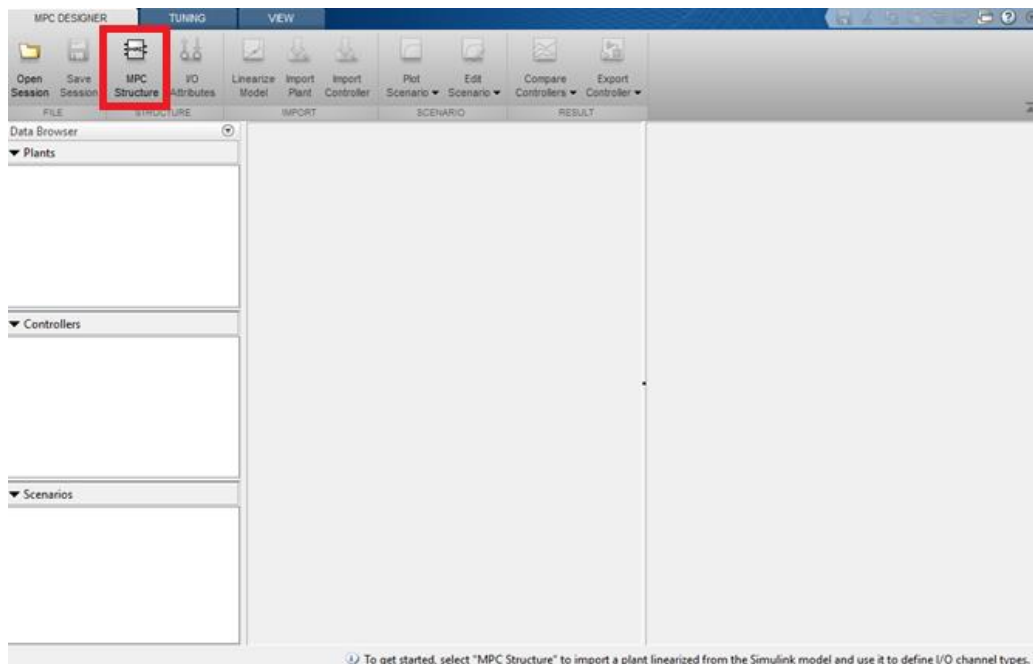 MPC DESIGNER TUNING VIEW
Open Session Save Session MPC Structure I/O Attributes Linearize Model Import Plant Import Controller Plot Scenario Edit Scenario Compare Controllers Export Controller
FILE STRUCTURE IMPORT SCENARIO RESULT
Data Browser
Plants
Controllers
Scenarios
To get started, select "MPC Structure" to import a plant linearized from the Simulink model and use it to define I/O channel types.